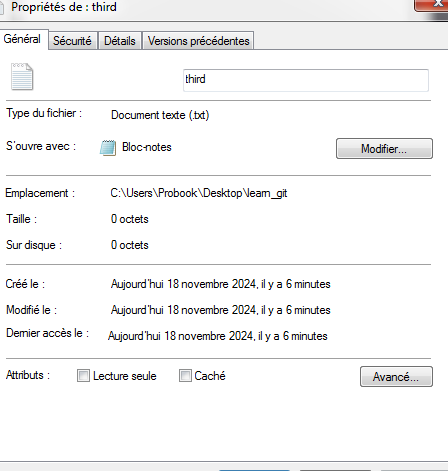 Propriétés de : third
Général Sécurité Détails Versions précédentes
third
Type du fichier : Document texte (.txt)
S'ouvre avec : Bloc-notes Modifier...
Emplacement : C:\Users\Probook\Desktop\learn_git
Taille : 0 octets
Sur disque : 0 octets
Créé le : Aujourd'hui 18 novembre 2024, il y a 6 minutes
Modifié le : Aujourd'hui 18 novembre 2024, il y a 6 minutes
Dernier accès le : Aujourd'hui 18 novembre 2024, il y a 6 minutes
Attributs : Lecture seule Caché Avancé...